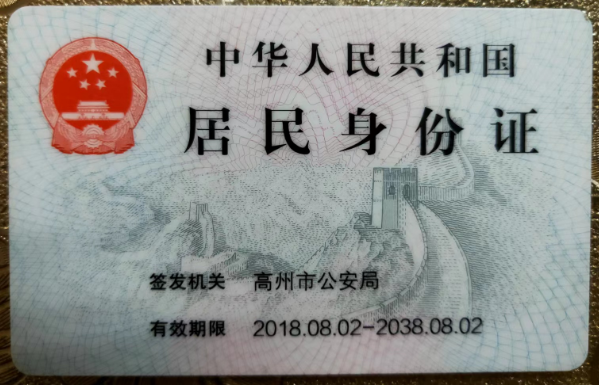 中华人民共和国
居民身份证
签发机关 高州市公安局
有效期限 2018.08.02-2038.08.02